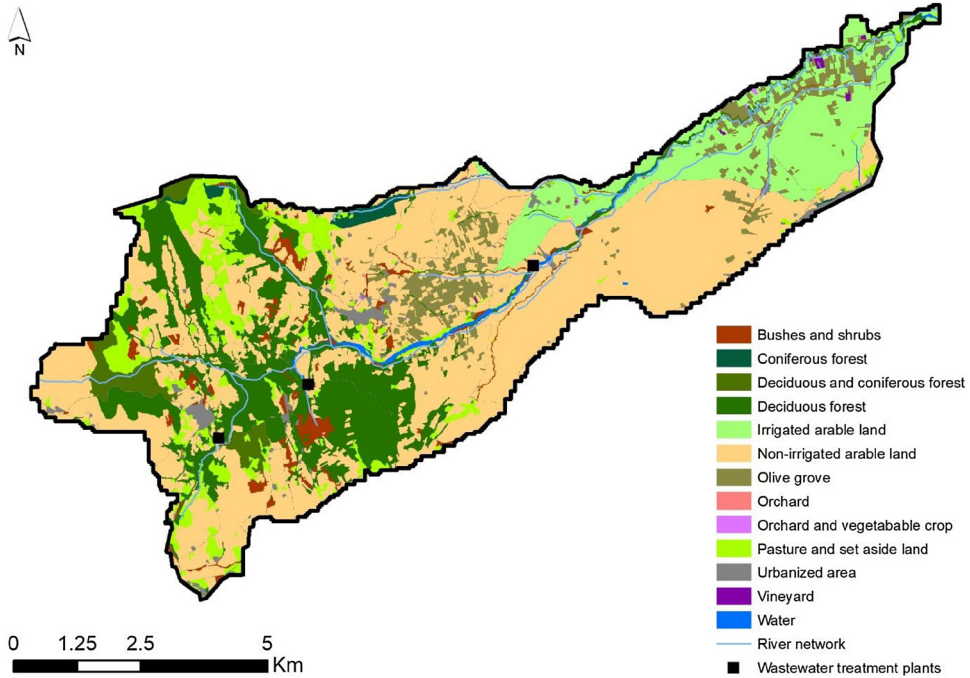 N
Bushes and shrubs
Coniferous forest
Deciduous and coniferous forest
Deciduous forest
Irrigated arable land
Non-irrigated arable land
Olive grove
Orchard
Orchard and vegetabable crop
Pasture and set aside land
Urbanized area
Vineyard
Water
River network
Wastewater treatment plants
0 1.25 2.5 5
Km